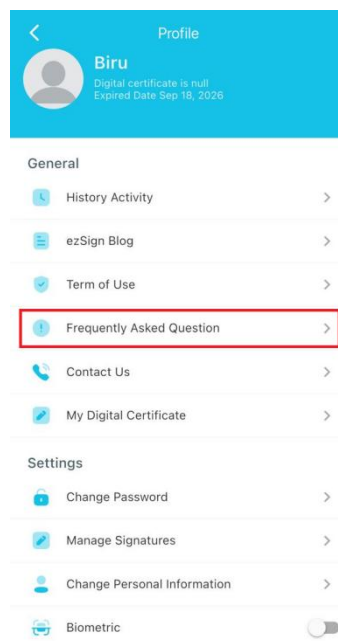 Profile
Biru
Digital certificate is null
Expired Date Sep 18, 2026
General
History Activity
ezSign Blog
Term of Use
Frequently Asked Question
Contact Us
My Digital Certificate
Settings
Change Password
Manage Signatures
Change Personal Information
Biometric